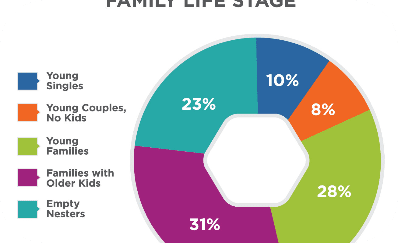 FAMILY LIFE STAGE
Young
Singles
Young Couples,
No Kids
Young
Families
Families with
Older Kids
Empty
Nesters
10%
8%
23%
28%
31%